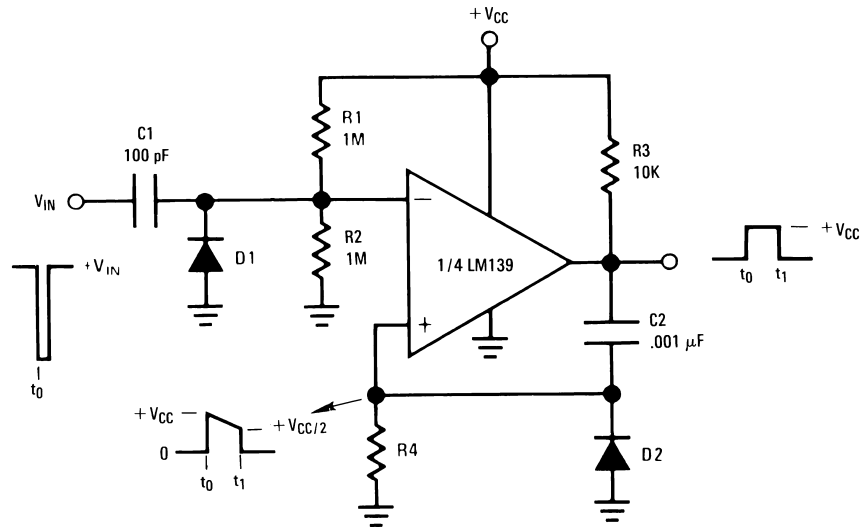 + VCC
R1
1M
C1
100 pF
R3
10K
VIN
−
R2
1M
D1
1/4 LM139
+ VCC
t0 t1
+VIN
+
C2
.001 μF
t0
+ VCC
+ VCC/2
0
R4
D2
t0 t1